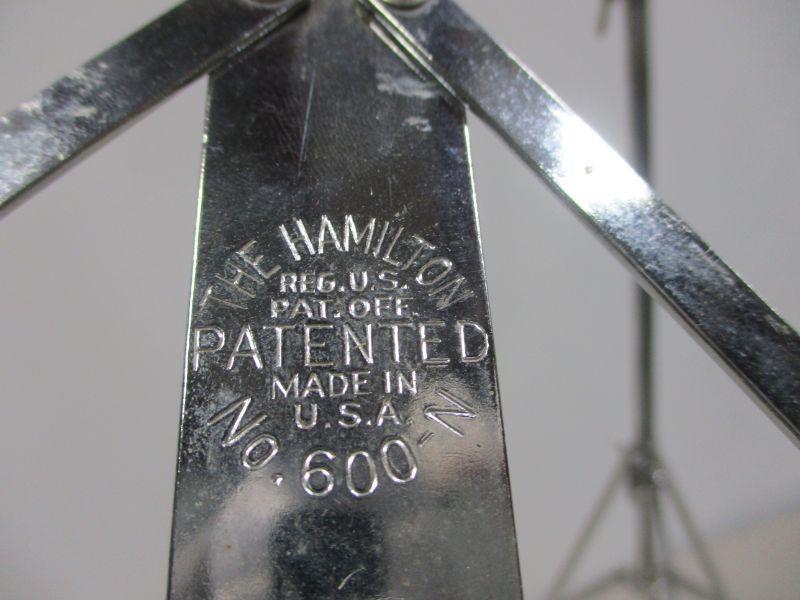 THE HAMILTON
REG. U.S.
PAT. OFF.
PATENTED
MADE IN
U.S.A.
No. 600-N